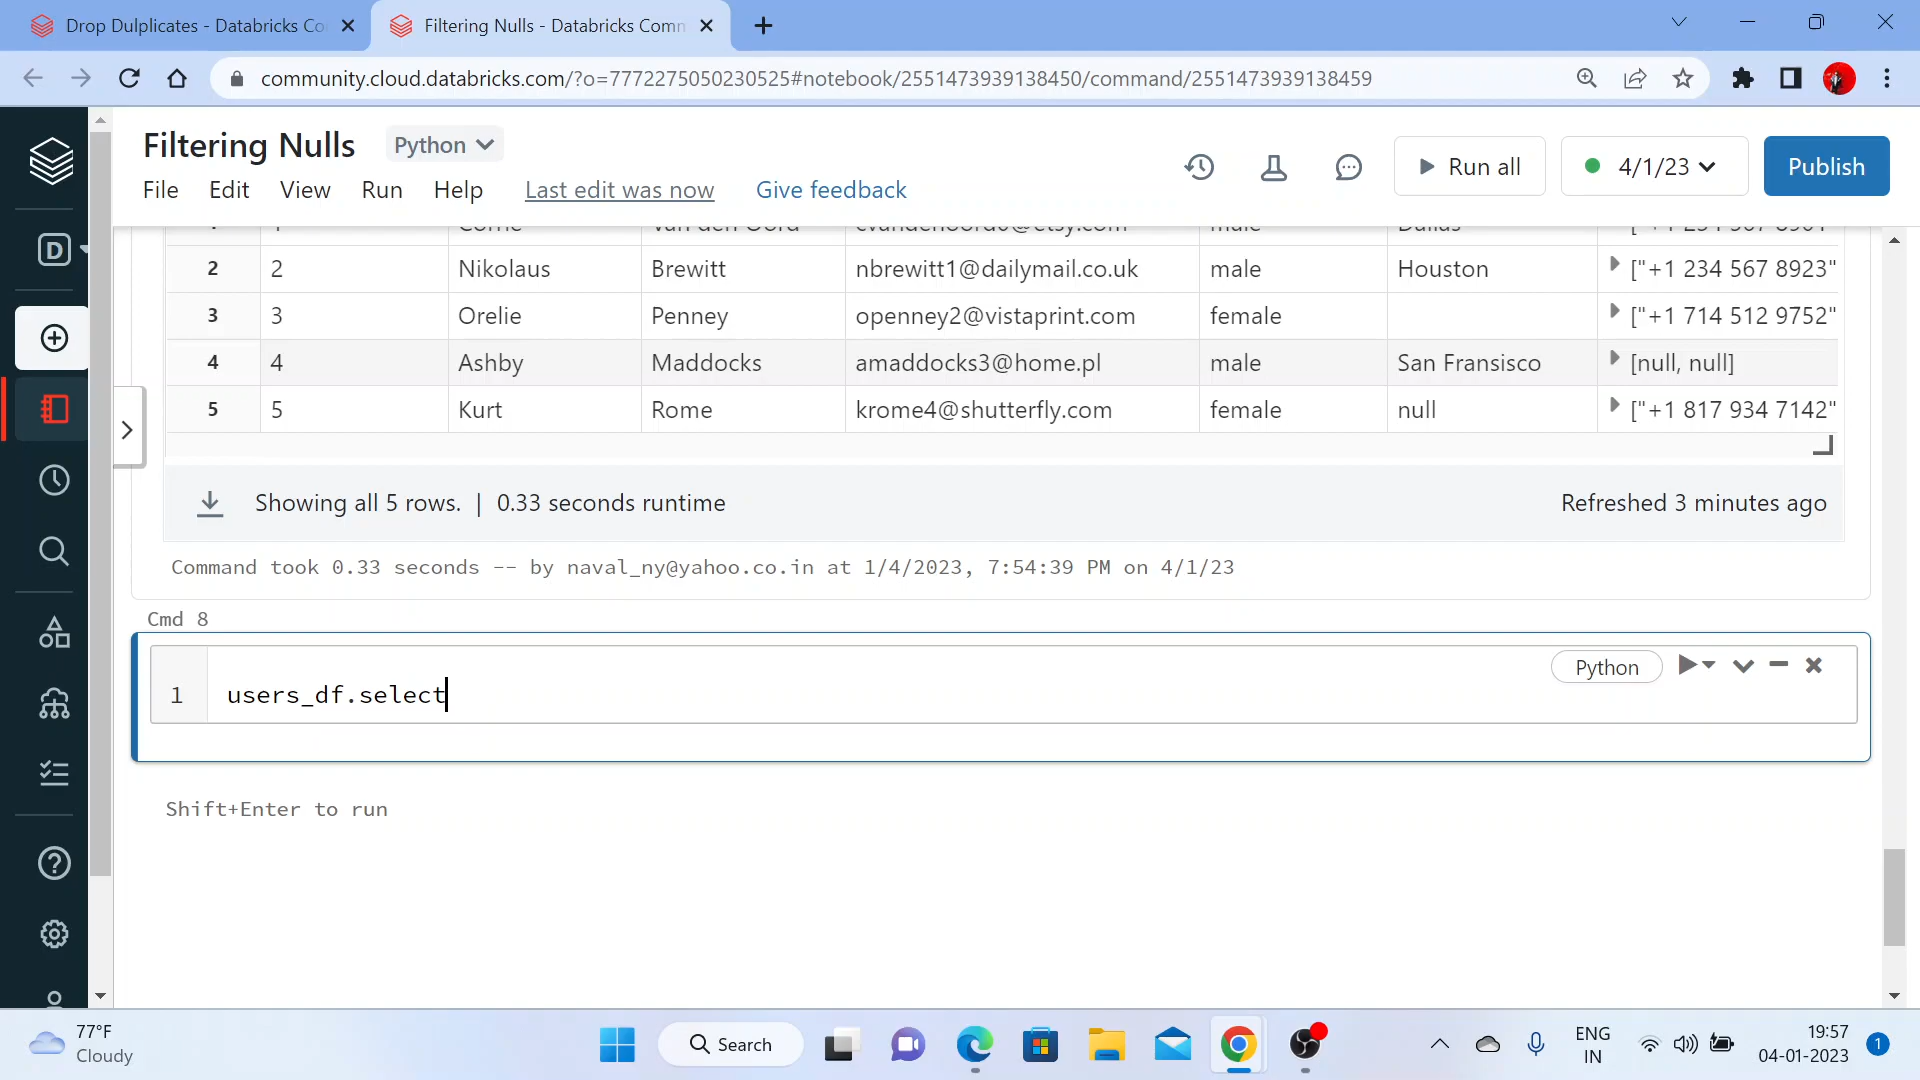 Drop Dulplicates - Databricks Co
Filtering Nulls - Databricks Comm
community.cloud.databricks.com/?o=7772275050230525#notebook/2551473939138450/command/2551473939138459
Filtering Nulls
Python
File Edit View Run Help Last edit was now Give feedback
Run all
4/1/23
Publish
D
2 2 Nikolaus Brewitt nbrewitt1@dailymail.co.uk male Houston ["+1 234 567 8923"
3 3 Orelie Penney openney2@vistaprint.com female ["+1 714 512 9752"
4 4 Ashby Maddocks amaddocks3@home.pl male San Fransisco [null, null]
5 5 Kurt Rome krome4@shutterfly.com female null ["+1 817 934 7142"
Showing all 5 rows. | 0.33 seconds runtime
Refreshed 3 minutes ago
Command took 0.33 seconds -- by naval_ny@yahoo.co.in at 1/4/2023, 7:54:39 PM on 4/1/23
Cmd 8
Python
1 users_df.select
Shift+Enter to run
77°F
Cloudy
Search
ENG
IN
19:57
04-01-2023
1